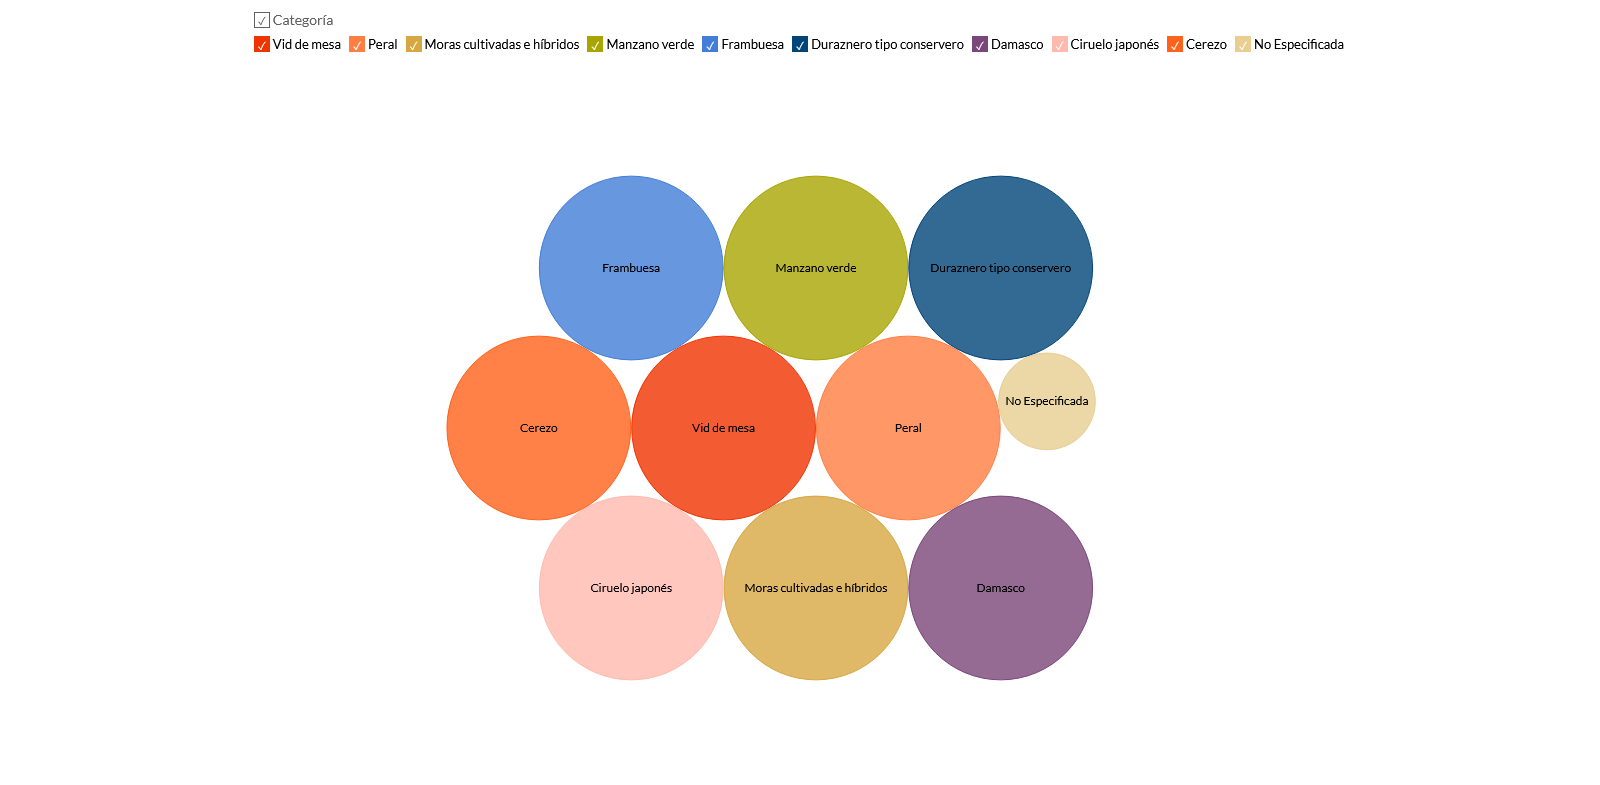 Categoría
Vid de mesa Peral Moras cultivadas e híbridos Manzano verde Frambuesa Duraznero tipo conservero Damasco Ciruelo japonés Cerezo No Especificada
Frambuesa Manzano verde Duraznero tipo conservero
No Especificada
Cerezo Vid de mesa Peral
Ciruelo japonés Moras cultivadas e híbridos Damasco